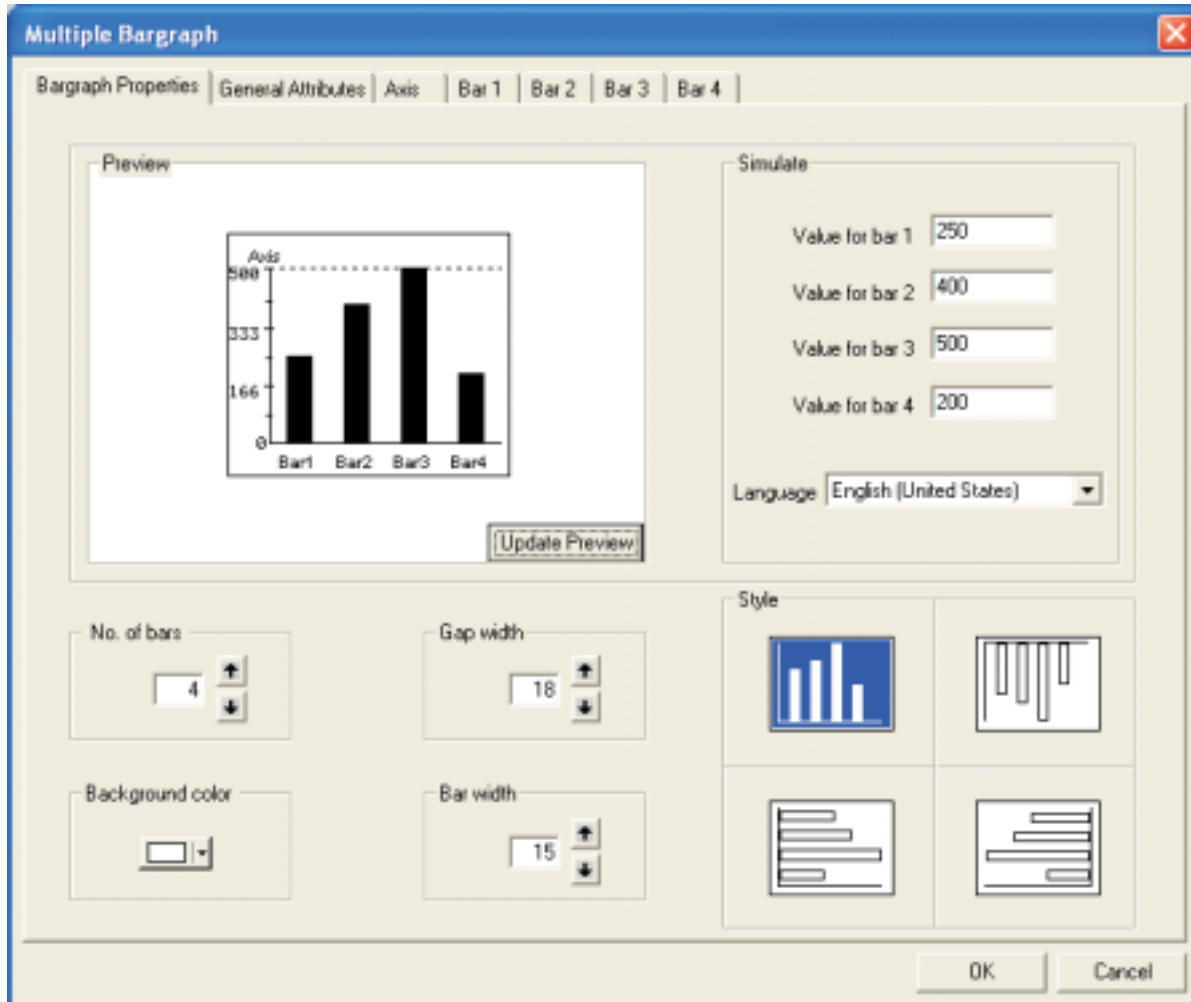 Multiple Bargraph
Bargraph Properties General Attributes Axis Bar 1 Bar 2 Bar 3 Bar 4
Preview
Axis
500
333
166
0
Bar1 Bar2 Bar3 Bar4
Update Preview
Simulate
Value for bar 1 250
Value for bar 2 400
Value for bar 3 500
Value for bar 4 200
Language English (United States)
No. of bars
4
Gap width
18
Background color
Bar width
15
Style
OK Cancel